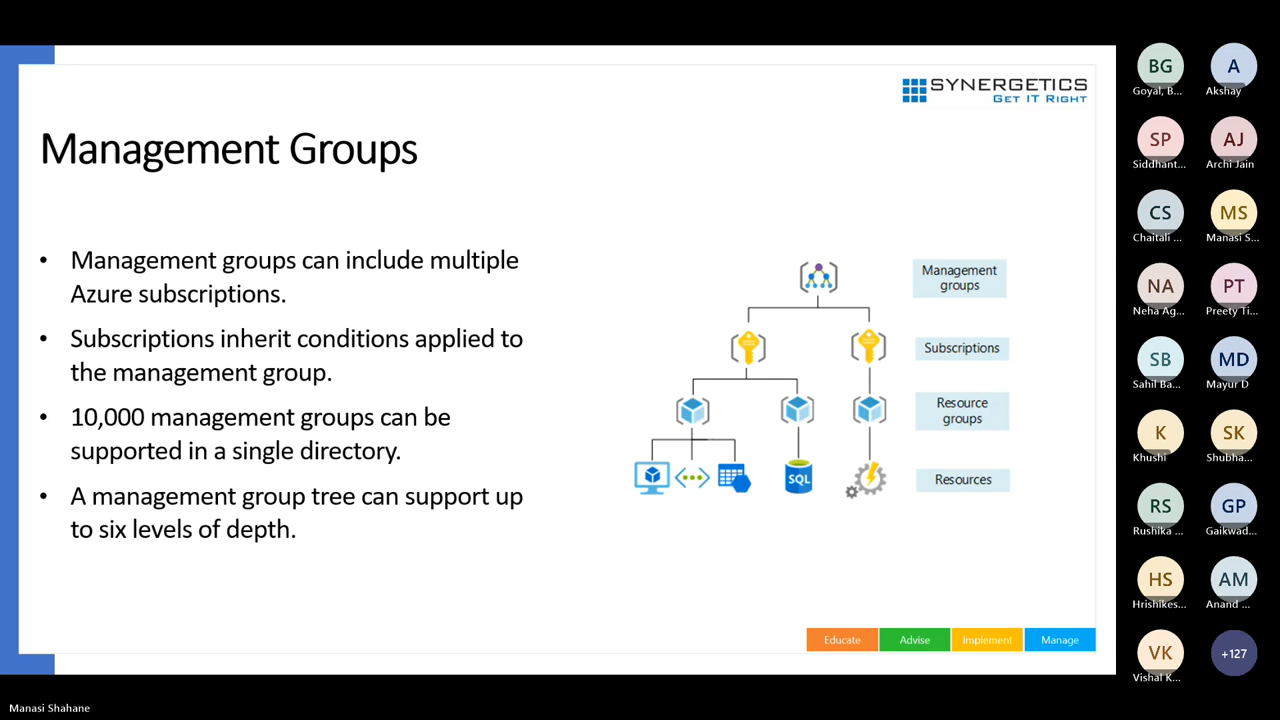 SYNERGETICS
GET IT RIGHT
Management Groups
• Management groups can include multiple
Azure subscriptions.
• Subscriptions inherit conditions applied to
the management group.
• 10,000 management groups can be
supported in a single directory.
• A management group tree can support up
to six levels of depth.
Management
groups
Subscriptions
Resource
groups
SQL
Resources
Educate
Advise
Implement
Manage
BG
Goyal, B...
A
Akshay
SP
Siddhant...
AJ
Archi Jain
CS
Chaitali ...
MS
Manasi S...
NA
Neha Ag...
PT
Preety Ti...
SB
Sahil Ba...
MD
Mayur D
K
Khushi
SK
Shubha...
RS
Rushika ...
GP
Gaikwad...
HS
Hrishikes...
AM
Anand ...
VK
Vishal K...
+127
Manasi Shahane